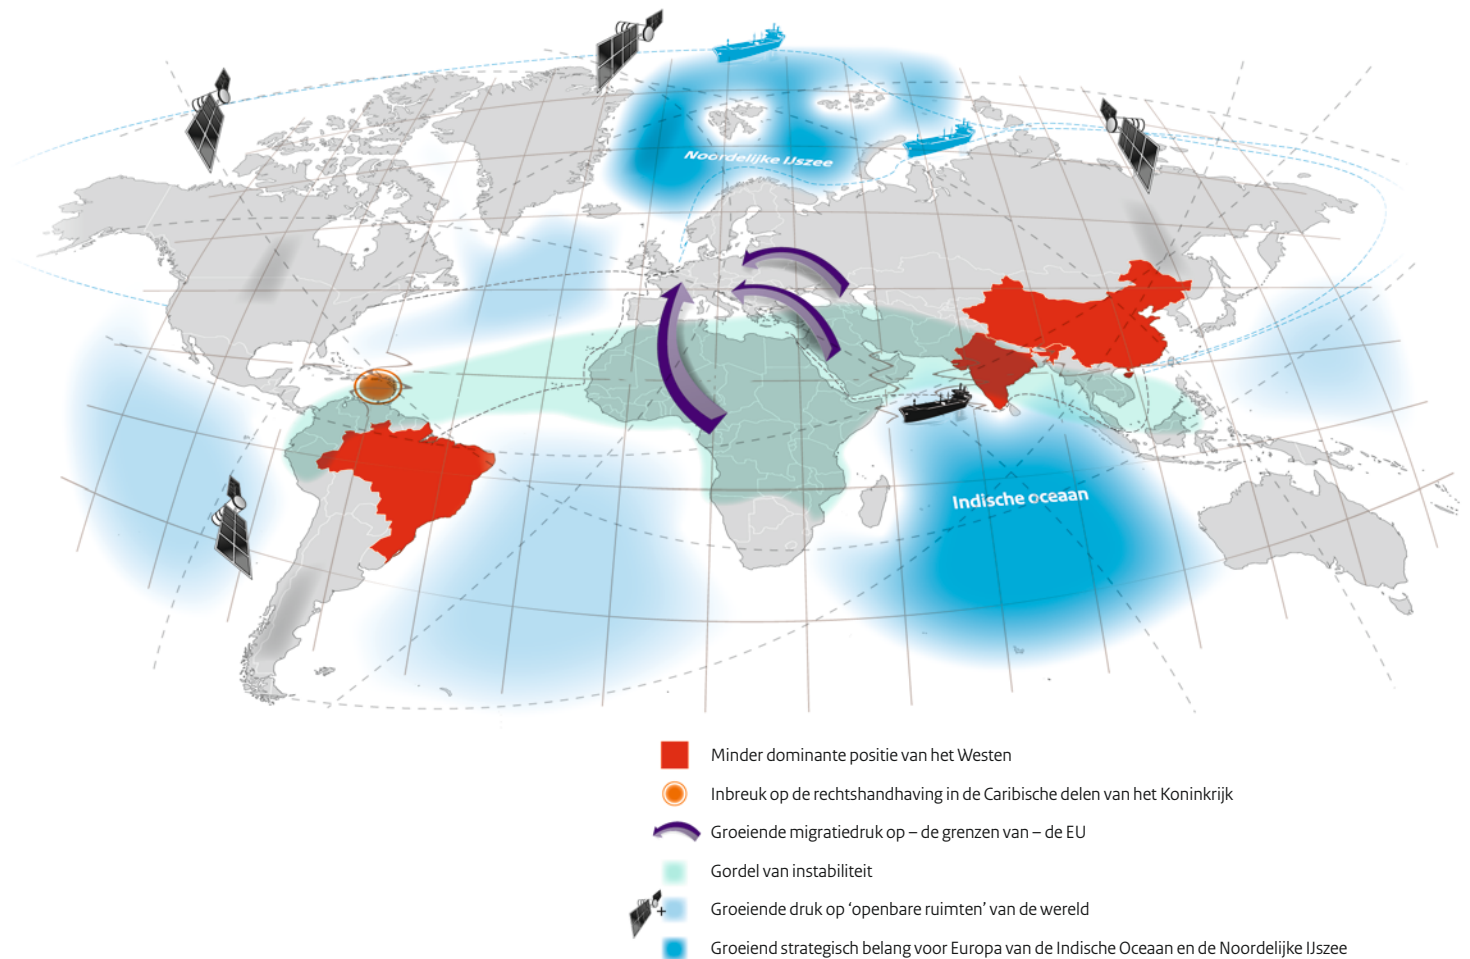 Noordelijke IJszee
Indische oceaan
Minder dominante positie van het Westen
Inbreuk op de rechtshandhaving in de Caribische delen van het Koninkrijk
Groeiende migratiedruk op – de grenzen van – de EU
Gordel van instabiliteit
+
Groeiende druk op ‘openbare ruimten’ van de wereld
Groeiend strategisch belang voor Europa van de Indische Oceaan en de Noordelijke IJszee